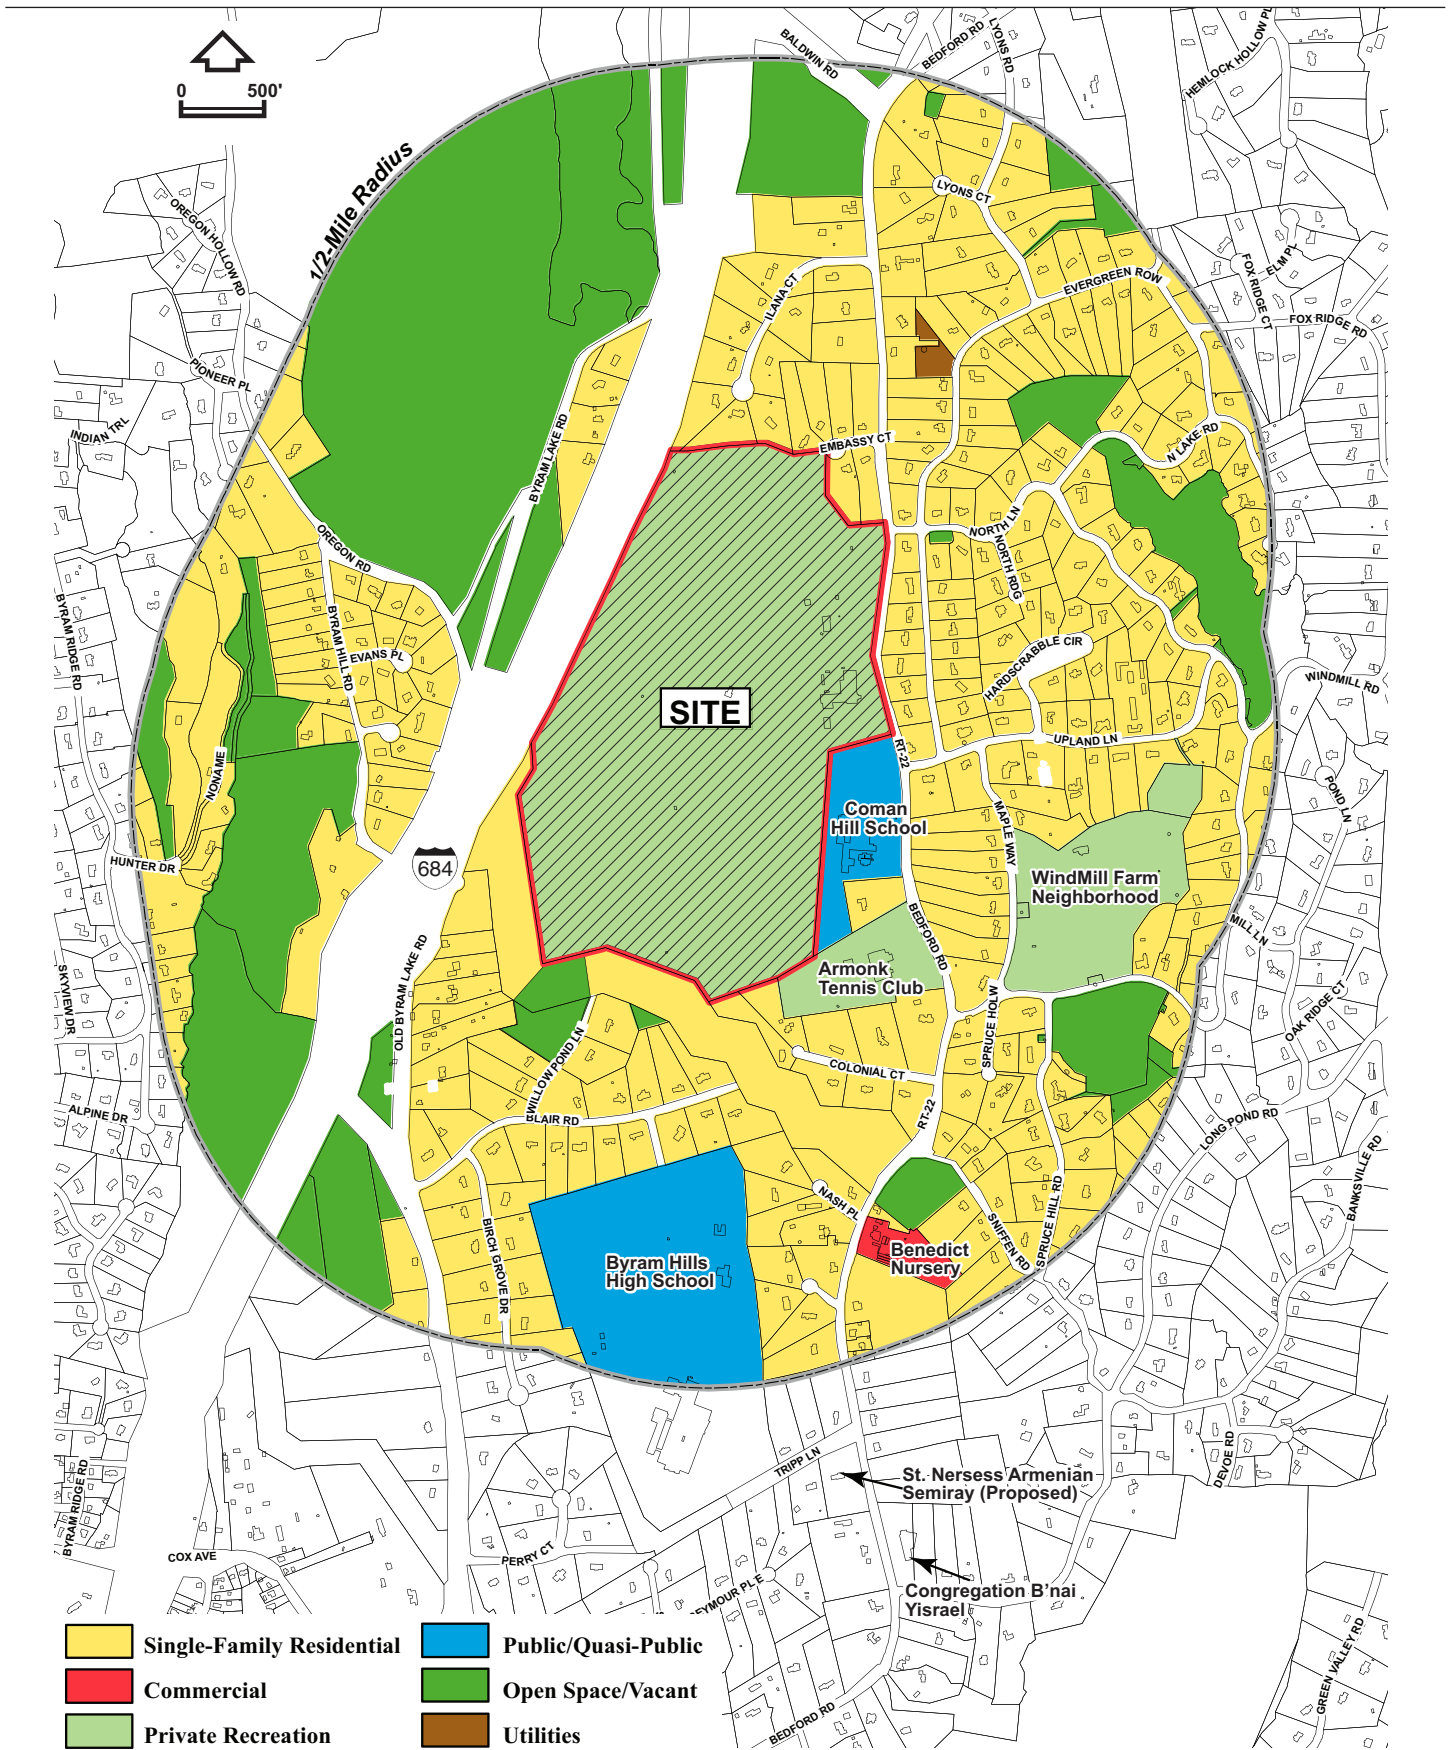 BALDWIN RD
BEDFORD RD
LYONS RD
HEMLOCK HOLLOW PL
0 500'
1/2-Mile Radius
OREGON HOLLOW RD
LYONS CT
ELM PL
FOX RIDGE CT
EVERGREEN ROW
ILANA CT
FOX RIDGE RD
PIONEER PL
INDIAN TRL
BYRAM LAKE RD
EMBASSY CT
N LAKE RD
OREGON RD
NORTH LN
NORTH RDG
BYRAM RIDGE RD
BYRAM HILL RD
EVANS PL
HARDSCRABBLE CIR
WINDMILL RD
SITE
UPLAND LN
RT-22
NONAME
POND LN
Coman
Hill School
MAPLE WAY
HUNTER DR
684
WindMill Farm
Neighborhood
BEDFORD RD
MILL LN
SKYVIEW DR
OLD BYRAM LAKE RD
Armonk
Tennis Club
SPRUCE HOLW
OAK RIDGE CT
WILLOW POND LN
COLONIAL CT
ALPINE DR
BLAIR RD
RT-22
LONG POND RD
BANKSVILLE RD
NASH PL
SPRUCE HILL RD
SNIFFEN RD
BIRCH GROVE DR
Byram Hills
High School
Benedict
Nursery
TRIPP LN
DEVOE RD
St. Nersess Armenian
Semiray (Proposed)
BYRAM RIDGE RD
COX AVE
PERRY CT
EYMOUR PL E
Congregation B'nai
Yisrael
GREEN VALLEY RD
BEDFORD RD
Single-Family Residential
Public/Quasi-Public
Commercial
Open Space/Vacant
Private Recreation
Utilities